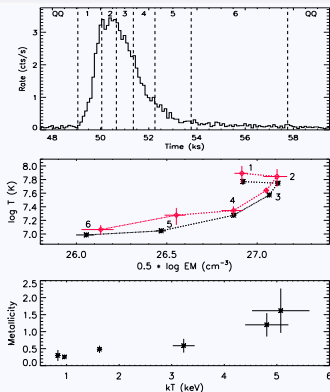 QQ 1 2 3 4 5 6 QQ
3
2
1
0
Rate (cts/s)
48 50 52 54 56 58
Time (ks)
8.0
7.8
7.6
7.4
7.2
7.0
log T (K)
1
2
3
4
5
6
26.0 26.5 27.0
0.5 * log EM (cm⁻³)
2.5
2.0
1.5
1.0
0.5
0.0
Metallicity
1 2 3 4 5 6
kT (keV)